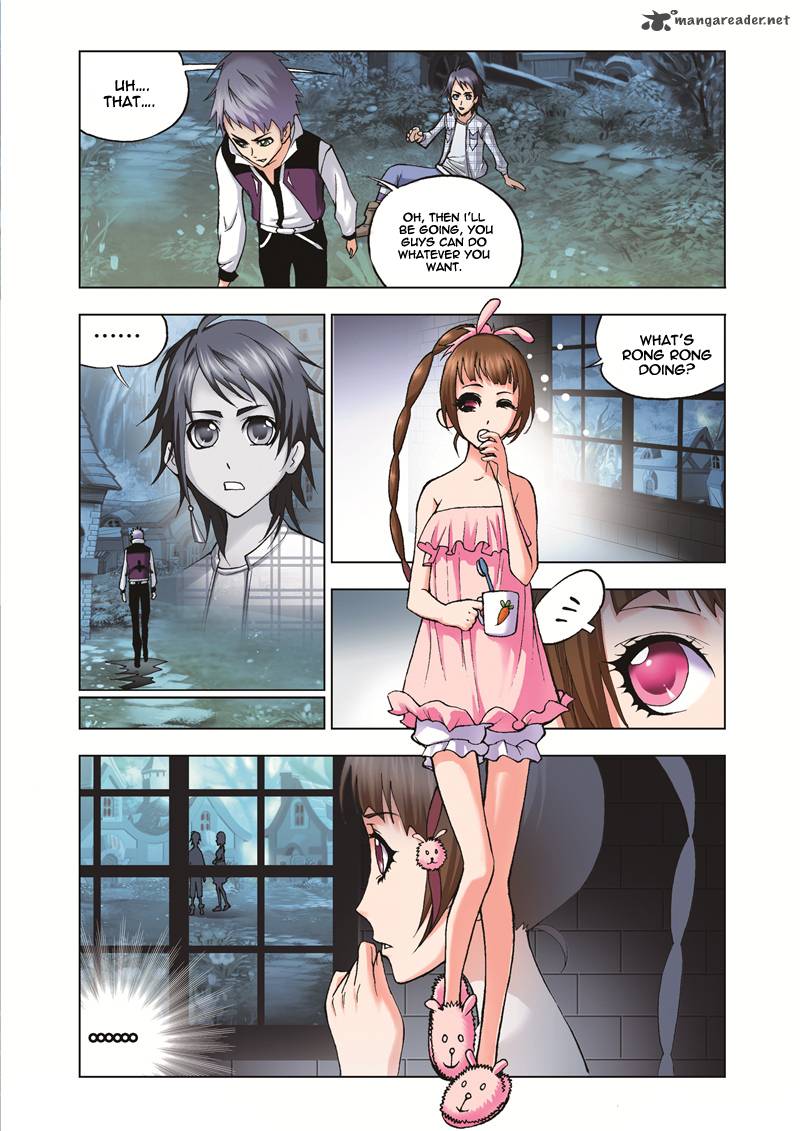 mangareader.net
UH....
THAT....
OH, THEN I'LL
BE GOING, YOU
GUYS CAN DO
WHATEVER YOU
WANT.
......
WHAT'S
RONG RONG
DOING?
oooooo